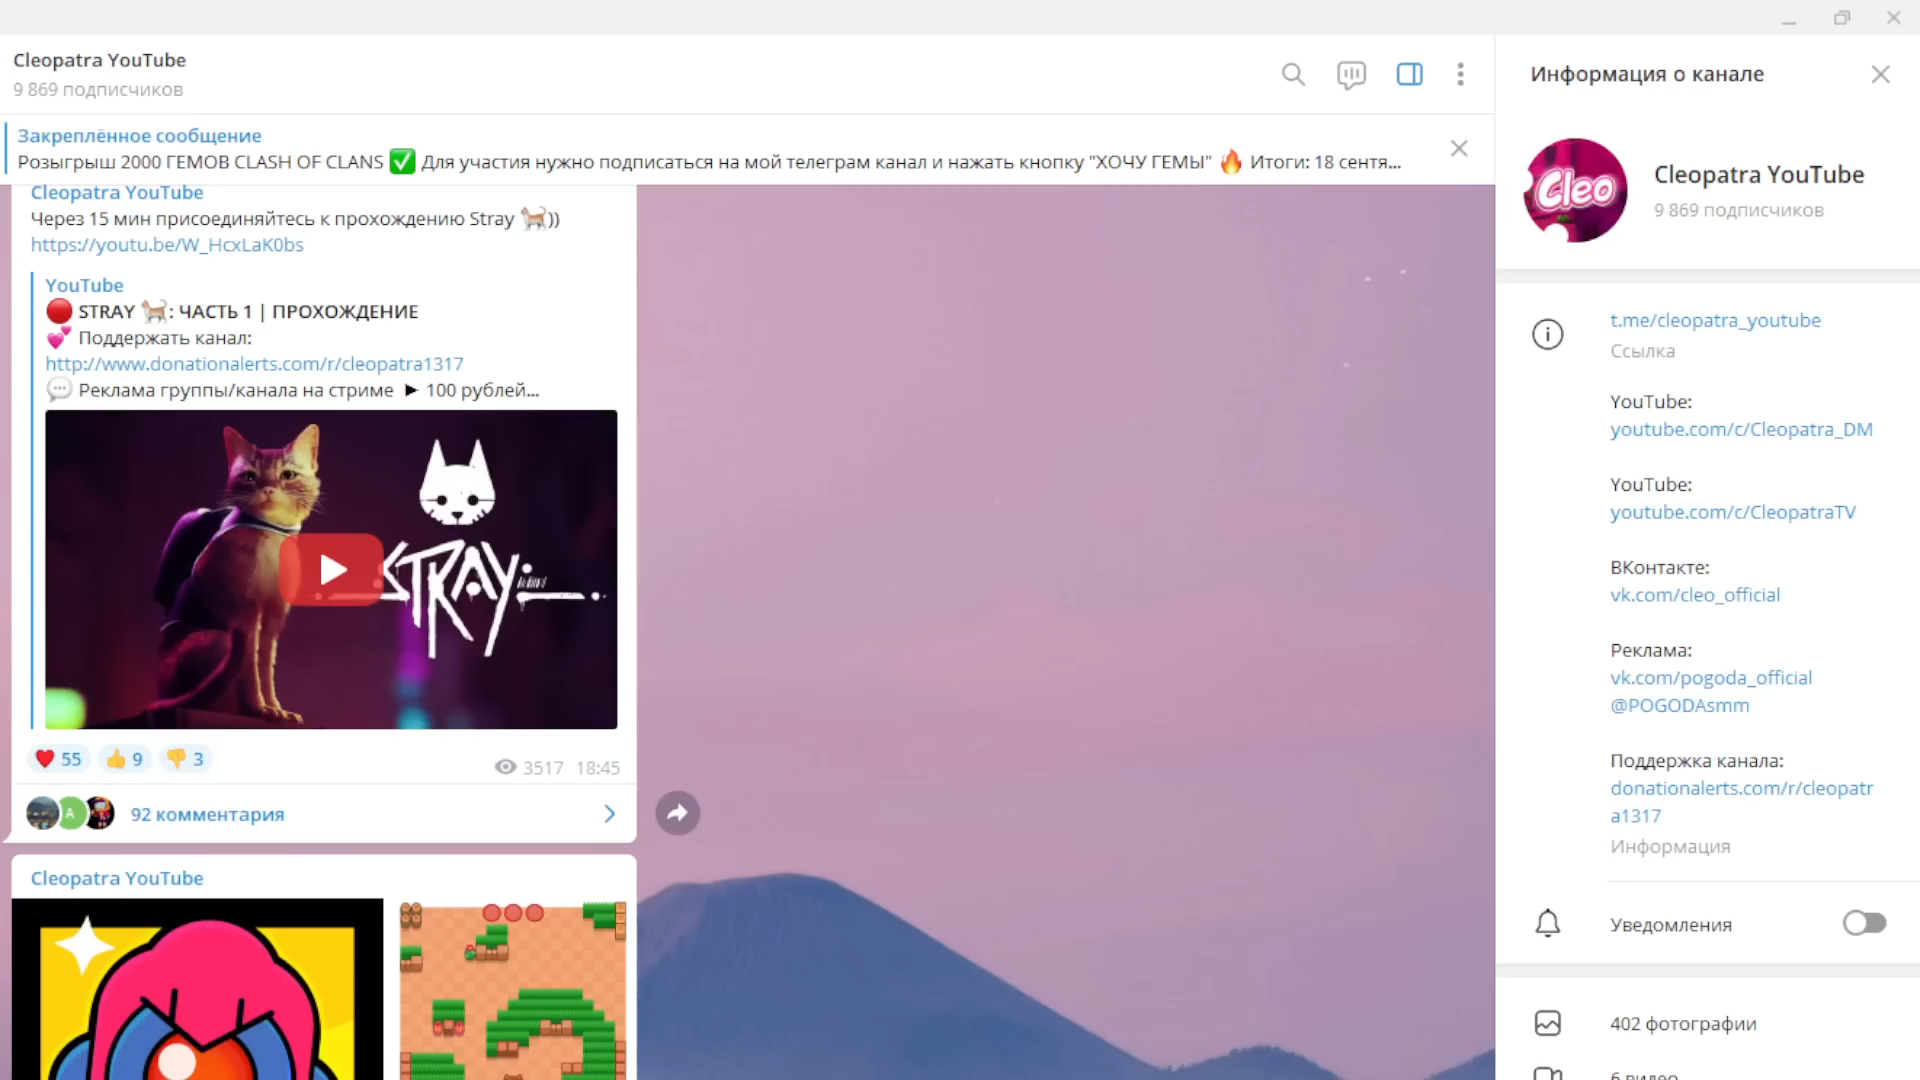 Cleopatra YouTube
9 869 подписчиков
Закреплённое сообщение
Розыгрыш 2000 ГЕМОВ CLASH OF CLANS ✅ Для участия нужно подписаться на мой телеграм канал и нажать кнопку "ХОЧУ ГЕМЫ" 🔥 Итоги: 18 сентя...
Cleopatra YouTube
Через 15 мин присоединяйтесь к прохождению Stray 🐈))
https://youtu.be/W_HcxLaK0bs
YouTube
🔴 STRAY 🐈: ЧАСТЬ 1 | ПРОХОЖДЕНИЕ
💕 Поддержать канал:
http://www.donationalerts.com/r/cleopatra1317
💬 Реклама группы/канала на стриме ► 100 рублей...
STRAY
❤️ 55 👍 9 👎 3
3517 18:45
A
92 комментария
Cleopatra YouTube
Информация о канале
Cleo
Cleopatra YouTube
9 869 подписчиков
t.me/cleopatra_youtube
Ссылка
YouTube:
youtube.com/c/Cleopatra_DM
YouTube:
youtube.com/c/CleopatraTV
ВКонтакте:
vk.com/cleo_official
Реклама:
vk.com/pogoda_official
@POGODAsmm
Поддержка канала:
donationalerts.com/r/cleopatr
a1317
Информация
Уведомления
402 фотографии
6 видео